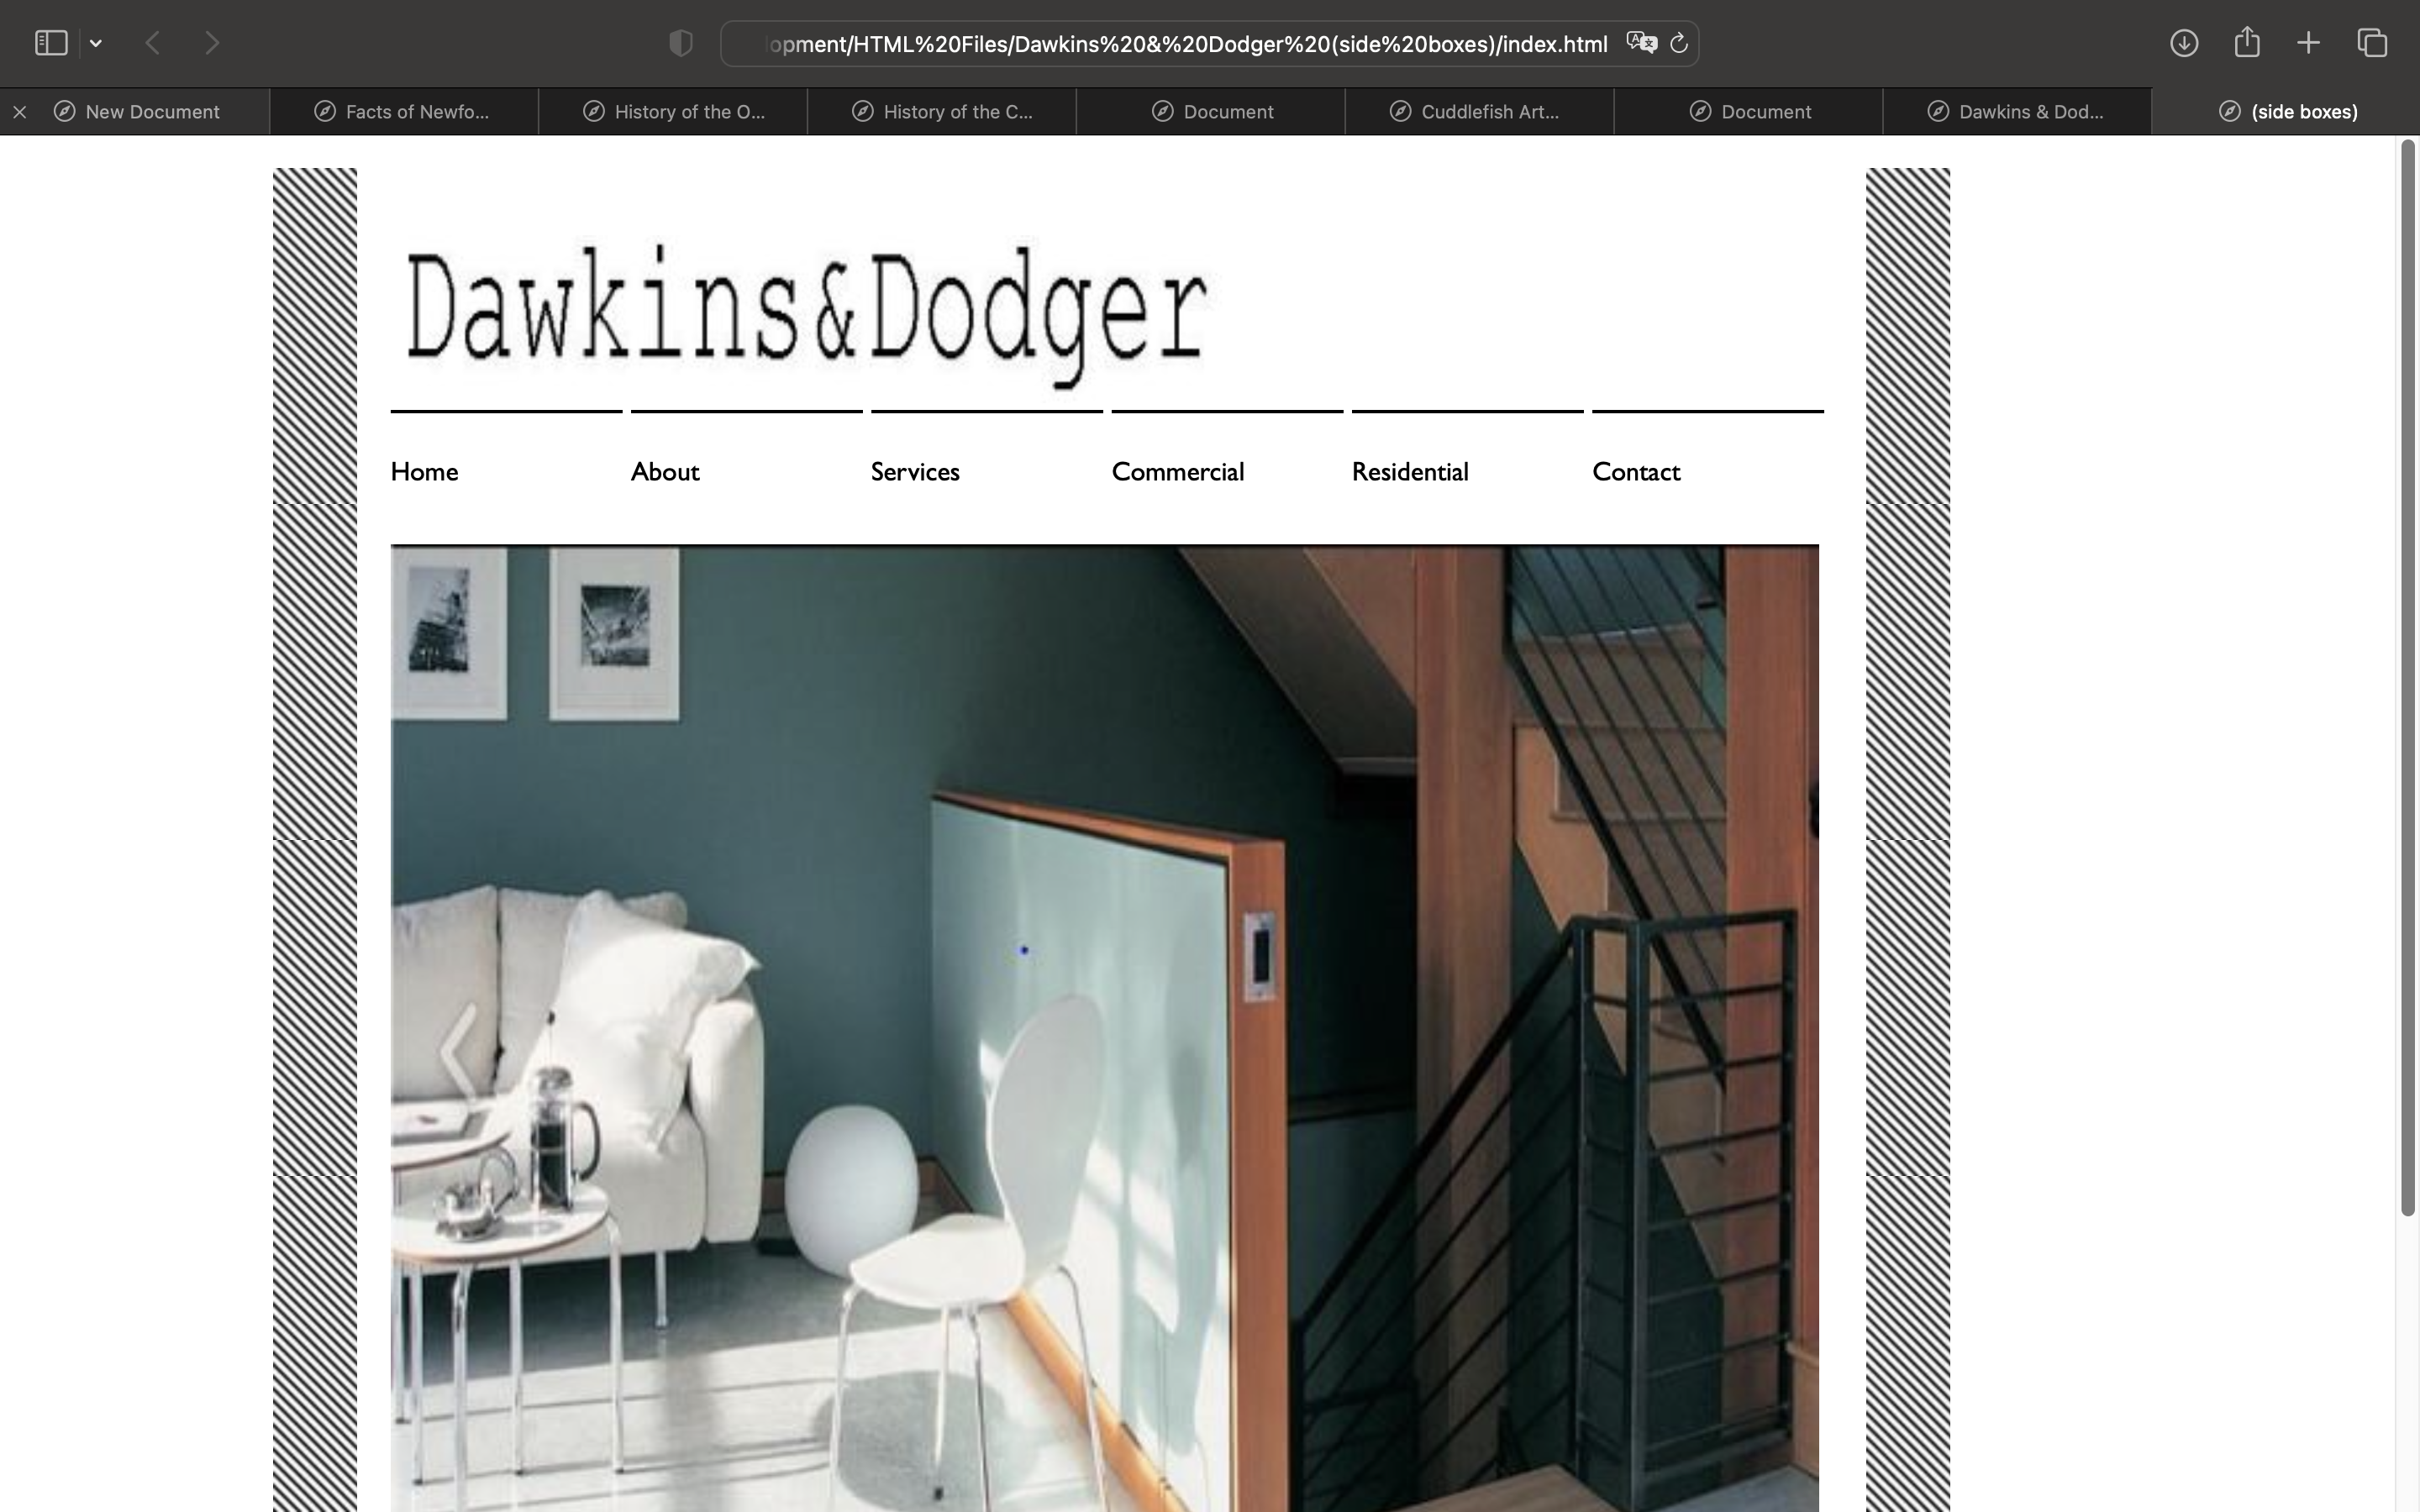 opment/HTML%20Files/Dawkins%20&%20Dodger%20(side%20boxes)/index.html
New Document Facts of Newfo... History of the O... History of the C... Document Cuddlefish Art... Document Dawkins & Dod... (side boxes)
Dawkins&Dodger
Home About Services Commercial Residential Contact